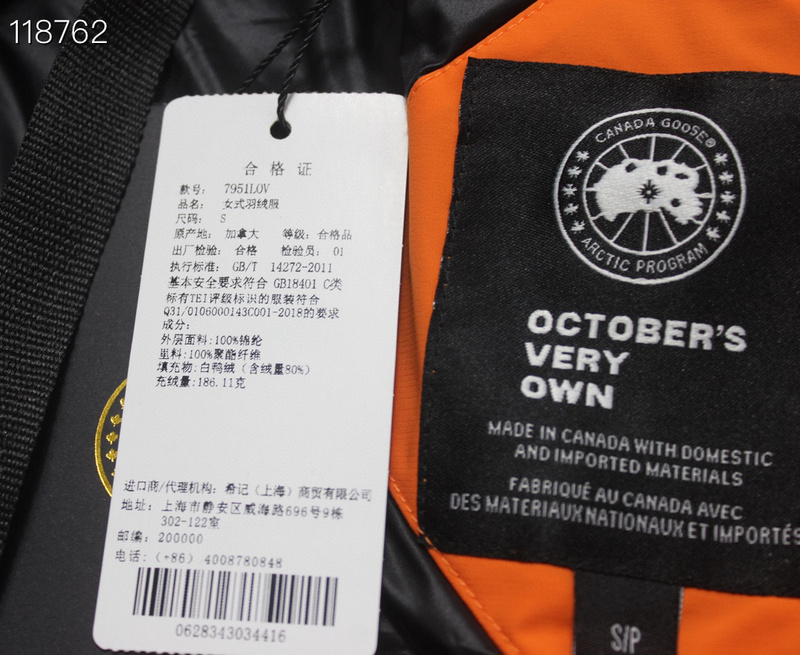 118762
合格证
款号: 7951LOV
品名: 女式羽绒服
尺码: S
原产地: 加拿大 等级: 合格品
出厂检验: 合格 检验员: 01
执行标准: GB/T 14272-2011
基本安全要求符合 GB18401 C类
标有TEI评级标识的服装符合
Q31/0106000143C001-2018的要求
成分:
外层面料:100%锦纶
里料:100%聚酯纤维
填充物:白鸭绒（含绒量80%）
充绒量:186.11克
进口商/代理机构: 希记（上海）商贸有限公司
地址: 上海市静安区威海路696号9栋
302-122室
邮编: 200000
电话:（+86) 4008780848
0628343034416
CANADA GOOSE®
ARCTIC PROGRAM
OCTOBER'S
VERY
OWN
MADE IN CANADA WITH DOMESTIC
AND IMPORTED MATERIALS
FABRIQUÉ AU CANADA AVEC
DES MATERIAUX NATIONAUX ET IMPORTÉS
S/P